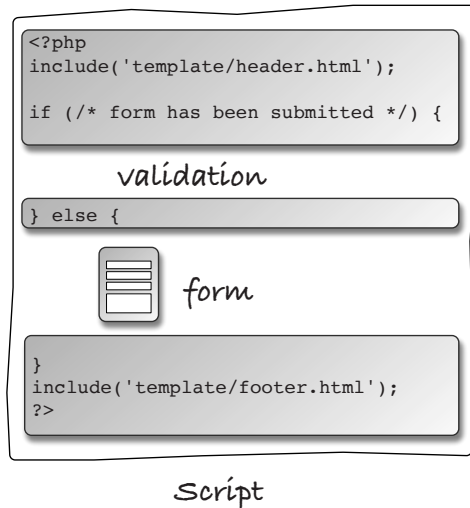 <?php
include('template/header.html');
if (/* form has been submitted */) {
validation
} else {
form
}
include('template/footer.html');
?>
Script